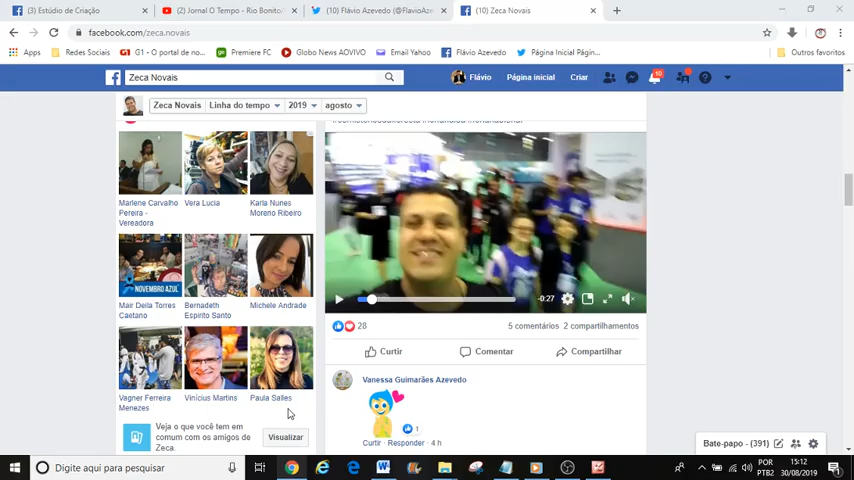 (3) Estúdio de Criação
(2) Jornal O Tempo - Rio Bonito/
(10) Flávio Azevedo (@FlavioAze
(10) Zeca Novais
facebook.com/zeca.novais
Apps
Redes Sociais
G1 - O portal de no...
Premiere FC
Globo News AOVIVO
Email Yahoo
Flávio Azevedo
Página Inicial Págin...
Outros favoritos
Zeca Novais
Flávio
Página inicial
Criar
10
Zeca Novais
Linha do tempo
2019
agosto
Marlene Carvalho
Pereira -
Vereadora
Vera Lucia
Karla Nunes
Moreno Ribeiro
NOVEMBRO AZUL
Mair Deila Torres
Caetano
Bernadeth
Espirito Santo
Michele Andrade
Vagner Ferreira
Menezes
Vinícius Martins
Paula Salles
Veja o que você tem em
comum com os amigos de
Zeca.
Visualizar
-0:27
28
5 comentários 2 compartilhamentos
Curtir
Comentar
Compartilhar
Vanessa Guimarães Azevedo
1
Curtir · Responder · 4 h
Bate-papo (391)
Digite aqui para pesquisar
POR
PTB2
15:12
30/08/2019